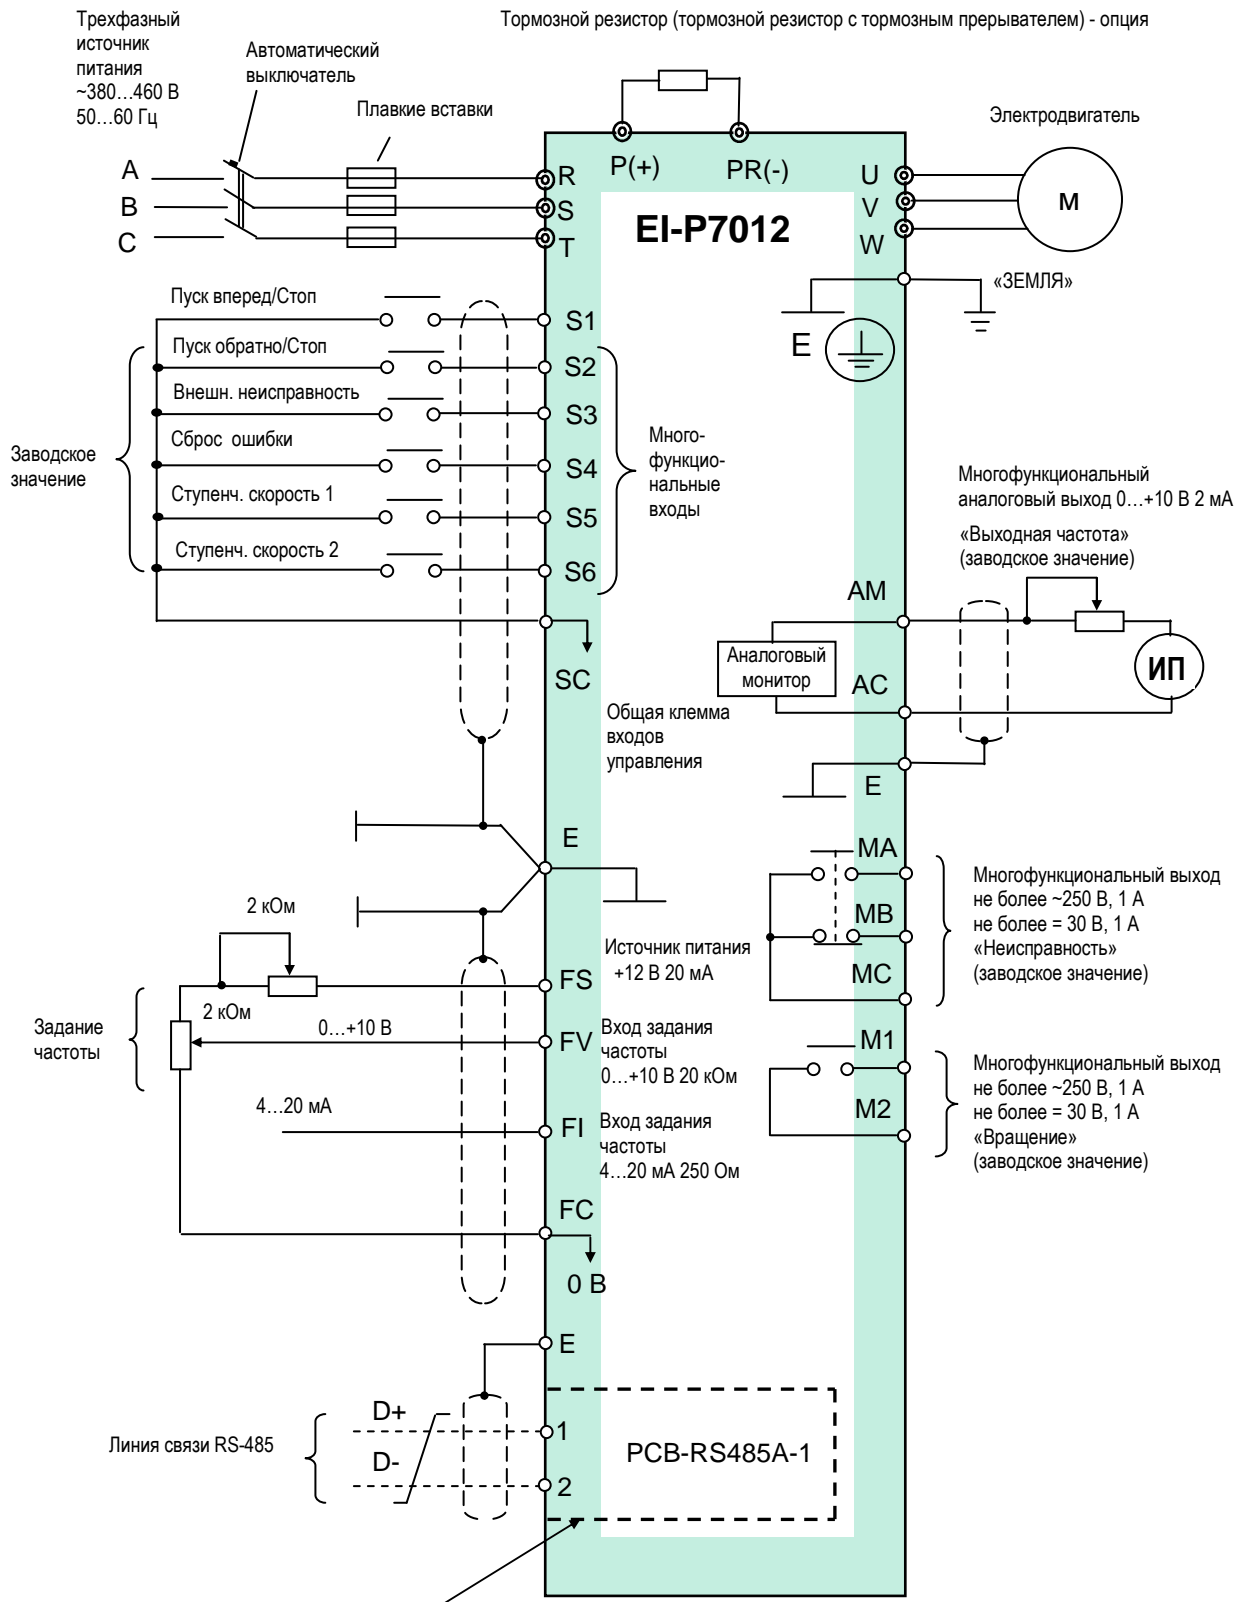 Тормозной резистор (тормозной резистор с тормозным прерывателем) - опция
Трехфазный
источник
питания
~380…460 В
50…60 Гц
Автоматический
выключатель
Плавкие вставки
Электродвигатель
P(+)
PR(-)
A
B
C
R
S
T
EI-P7012
U
V
W
М
«ЗЕМЛЯ»
E
Пуск вперед/Стоп
S1
Пуск обратно/Стоп
S2
Внешн. неисправность
S3
Сброс ошибки
S4
Ступенч. скорость 1
S5
Ступенч. скорость 2
S6
Заводское
значение
Много-
функцио-
нальные
входы
SC
Общая клемма
входов
управления
Многофункциональный
аналоговый выход 0…+10 В 2 мА
«Выходная частота»
(заводское значение)
AM
Аналоговый
монитор
AC
ИП
E
E
MA
MB
MC
Многофункциональный выход
не более ~250 В, 1 А
не более = 30 В, 1 А
«Неисправность»
(заводское значение)
2 кОм
Источник питания
+12 В 20 мА
FS
2 кОм
Задание
частоты
0…+10 В
FV
Вход задания
частоты
0…+10 В 20 кОм
M1
M2
Многофункциональный выход
не более ~250 В, 1 А
не более = 30 В, 1 А
«Вращение»
(заводское значение)
4…20 мА
FI
Вход задания
частоты
4…20 мА 250 Ом
FC
0 В
E
Линия связи RS-485
D+
D-
1
2
PCB-RS485A-1